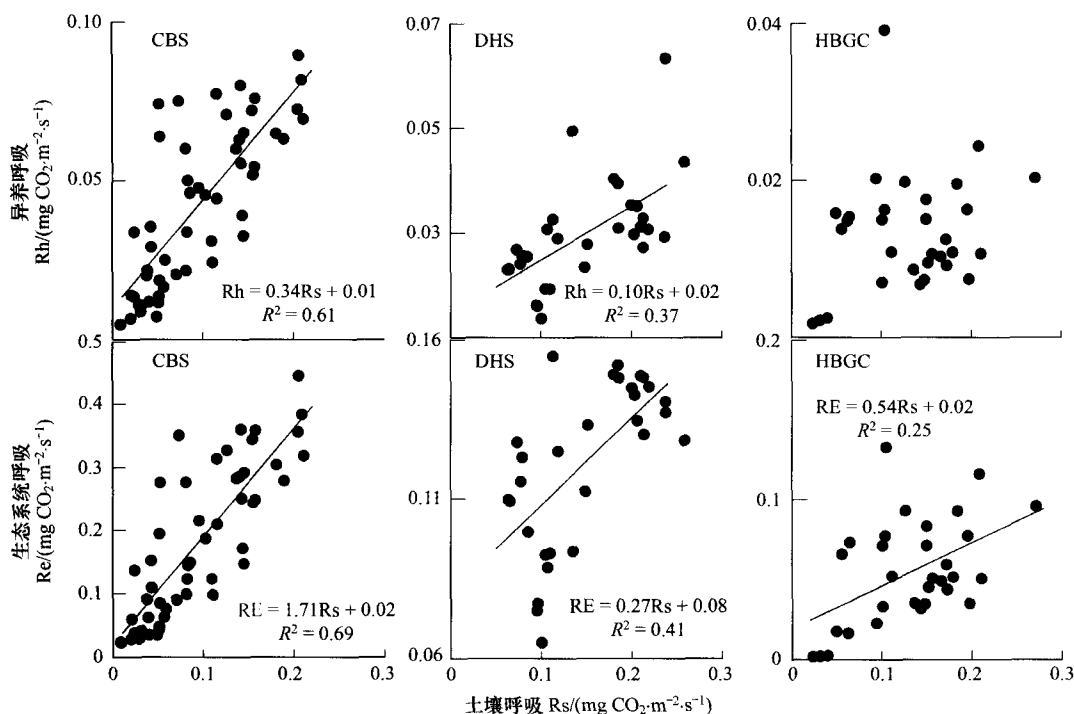 0.10
CBS
0.05
异养呼吸
Rh/(mg CO₂·m⁻²·s⁻¹)
Rh = 0.34Rs + 0.01
R² = 0.61
0.07
DHS
0.05
0.03
Rh = 0.10Rs + 0.02
R² = 0.37
0.04
HBGC
0.02
0.5
CBS
0.4
0.3
0.2
0.1
0
生态系统呼吸
Re/(mg CO₂·m⁻²·s⁻¹)
RE = 1.71Rs + 0.02
R² = 0.69
0 0.1 0.2 0.3
0.16
DHS
0.11
0.06
RE = 0.27Rs + 0.08
R² = 0.41
0.1 0.2 0.3
0.2
HBGC
RE = 0.54Rs + 0.02
R² = 0.25
0.1
0
0 0.1 0.2 0.3
土壤呼吸 Rs/(mg CO₂·m⁻²·s⁻¹)